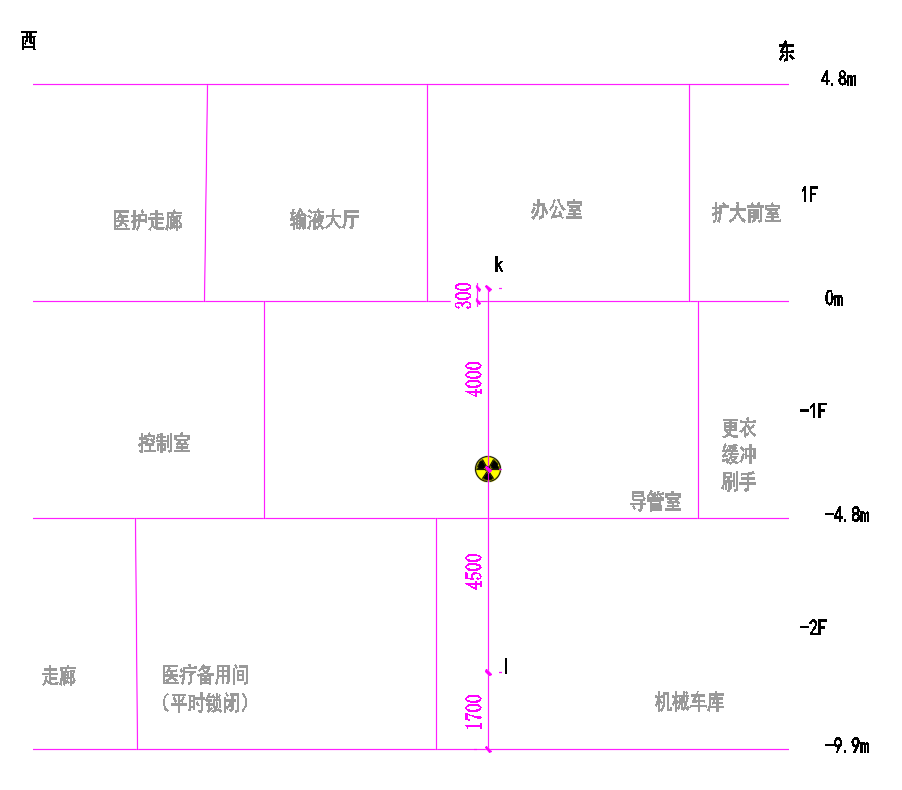 西
东
4.8m
1F
医护走廊
输液大厅
办公室
扩大前室
k
300
0m
4000
-1F
控制室
更衣
缓冲
刷手
导管室
-4.8m
4500
-2F
l
走廊
医疗备用间
(平时锁闭)
1700
机械车库
-9.9m